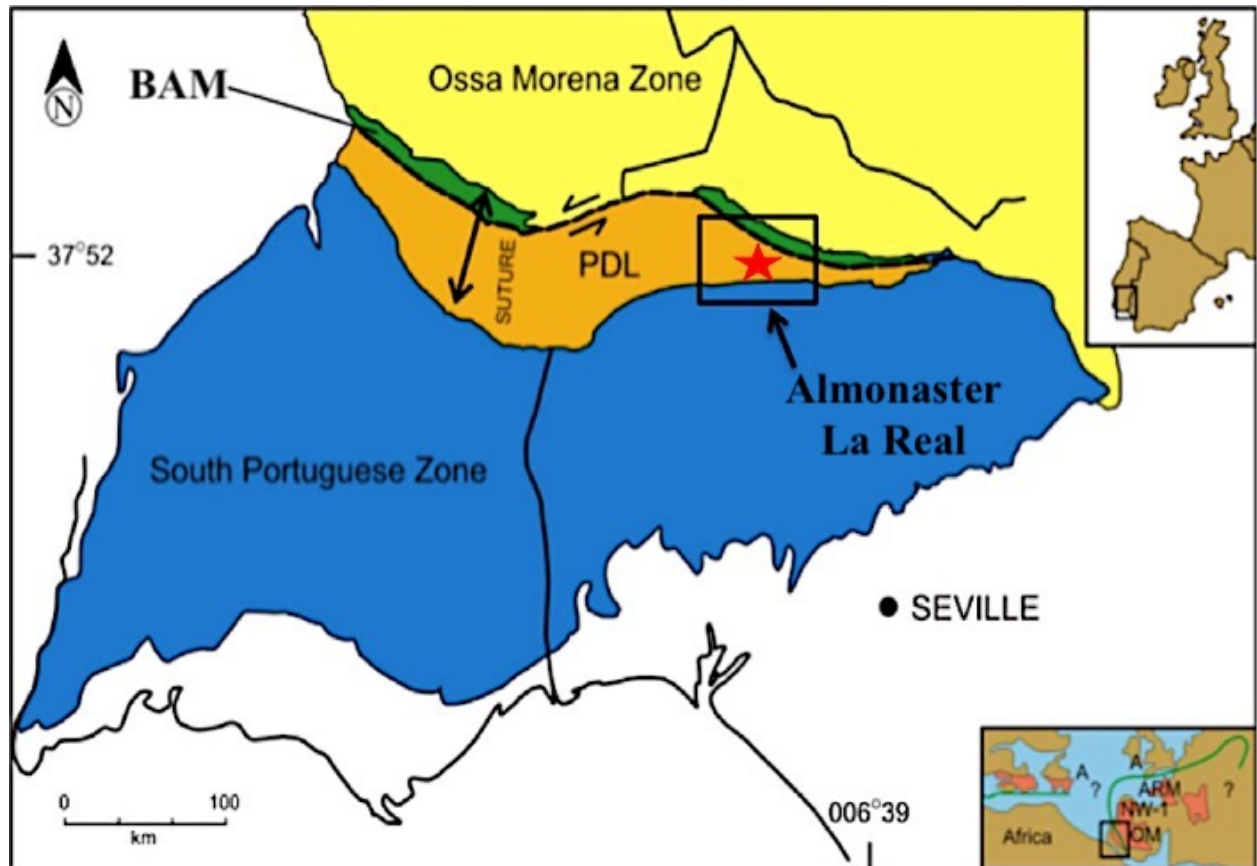 Ossa Morena Zone
BAM
N
37°52
SUTURE
PDL
Almonaster
La Real
South Portuguese Zone
SEVILLE
0 100
km
006°39
A
A
?
ARM
?
NW-1
Africa
OM